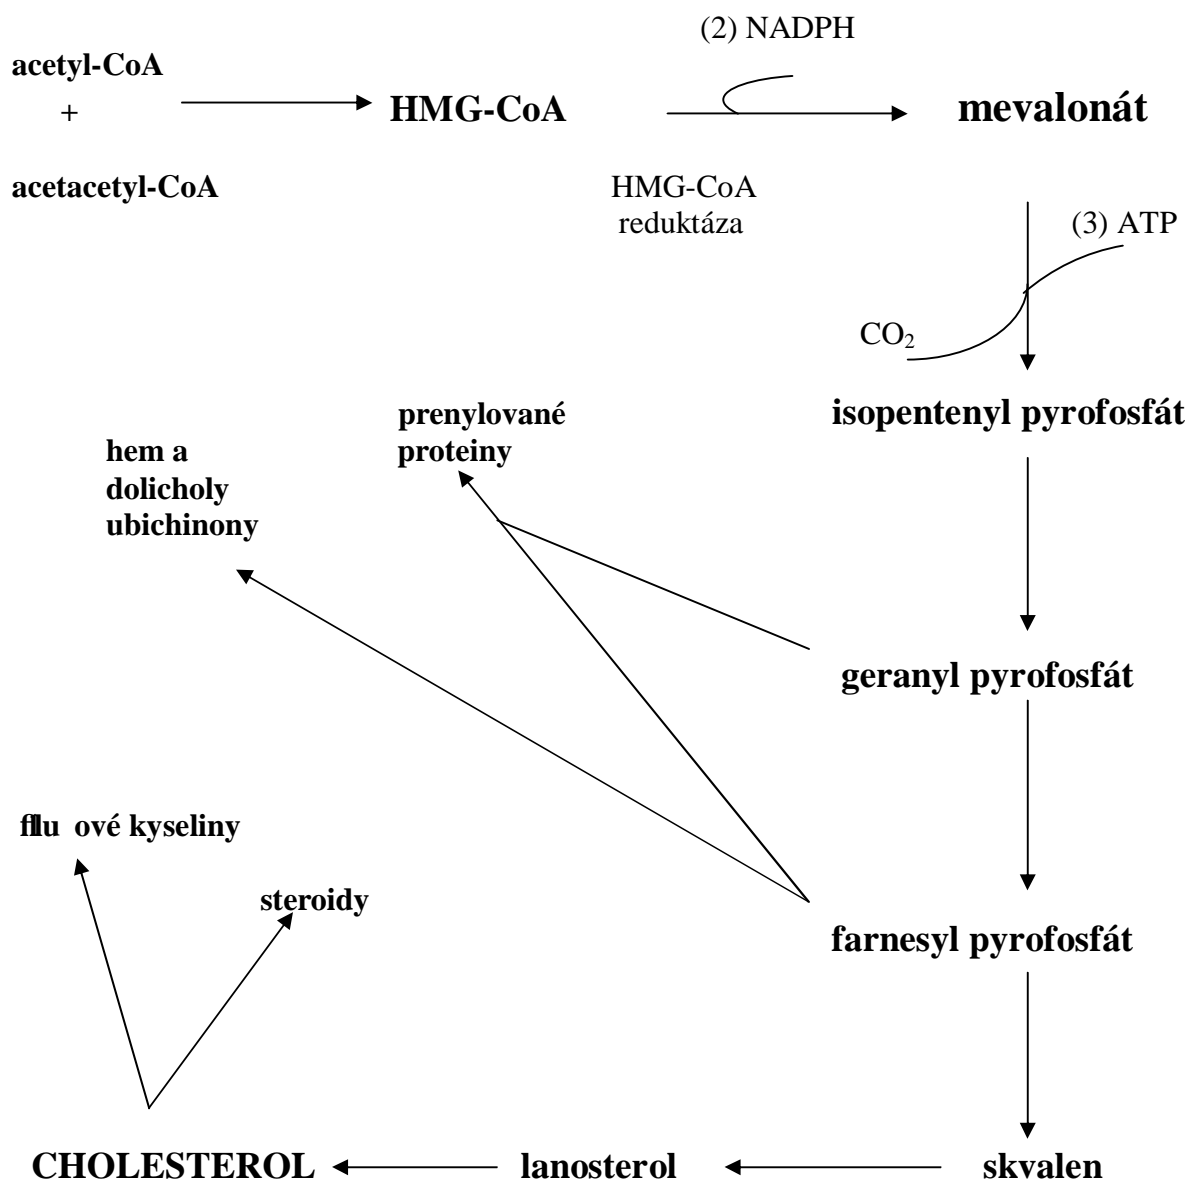 (2) NADPH
acetyl-CoA
+
HMG-CoA
mevalonát
acetacetyl-CoA
HMG-CoA
reduktáza
(3) ATP
CO₂
isopentenyl pyrofosfát
prenylované
proteiny
hem a
dolicholy
ubichinony
geranyl pyrofosfát
flu ové kyseliny
steroidy
farnesyl pyrofosfát
CHOLESTEROL
lanosterol
skvalen